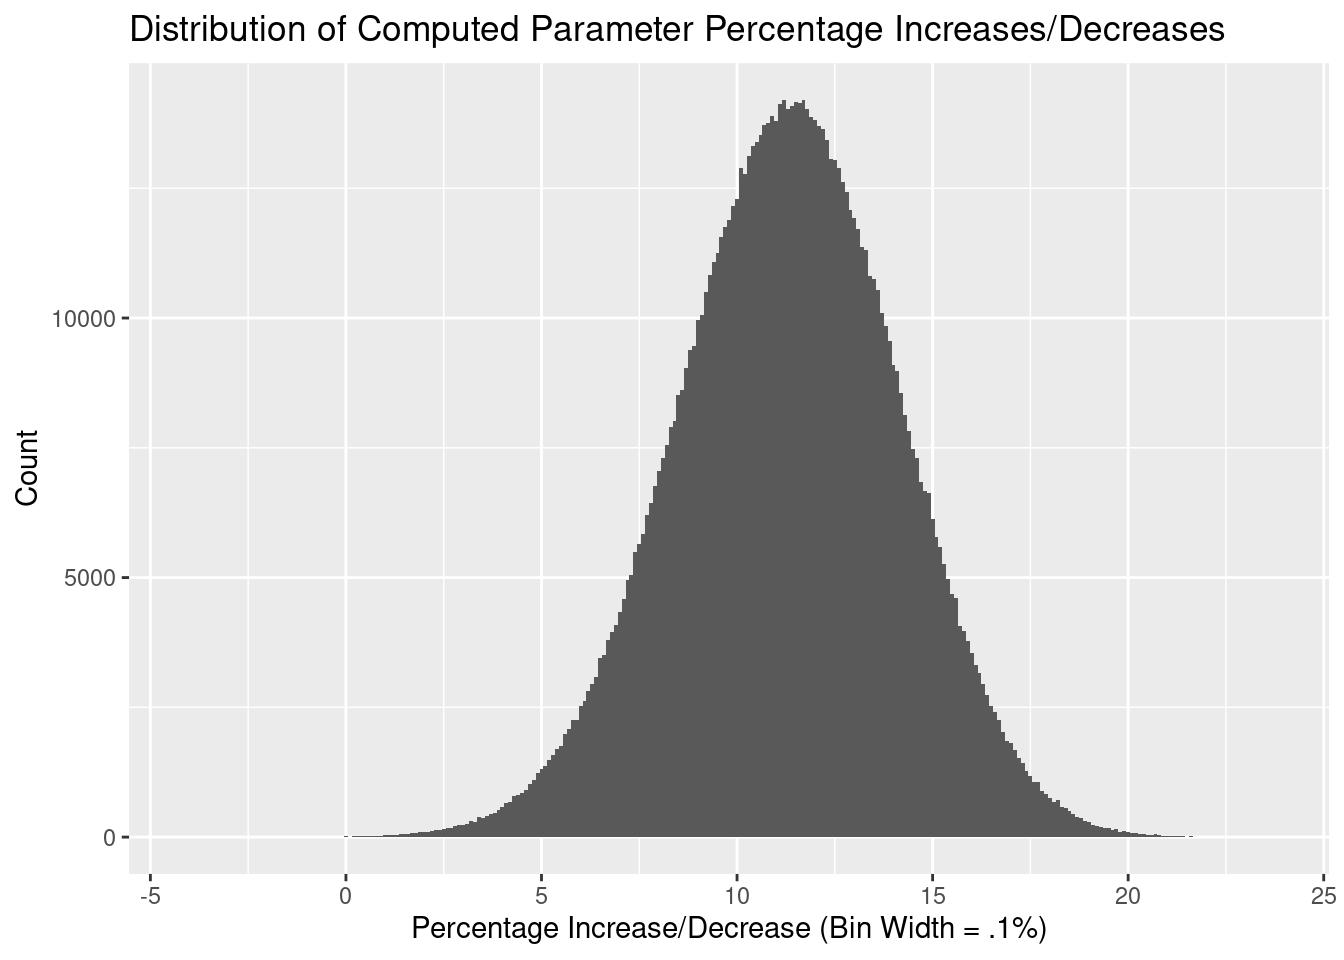 Distribution of Computed Parameter Percentage Increases/Decreases
Count
10000
5000
0
-5 0 5 10 15 20 25
Percentage Increase/Decrease (Bin Width = .1%)